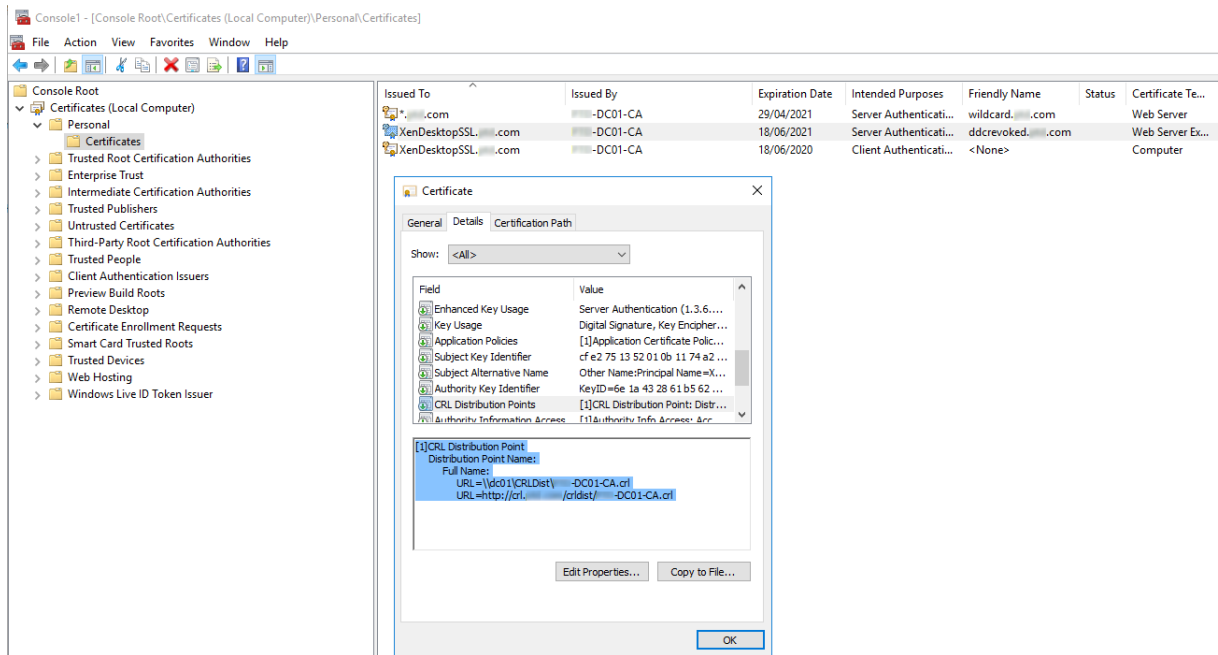 Console1 - [Console Root\Certificates (Local Computer)\Personal\Certificates]
File Action View Favorites Window Help
Console Root
Certificates (Local Computer)
Personal
Certificates
Trusted Root Certification Authorities
Enterprise Trust
Intermediate Certification Authorities
Trusted Publishers
Untrusted Certificates
Third-Party Root Certification Authorities
Trusted People
Client Authentication Issuers
Preview Build Roots
Remote Desktop
Certificate Enrollment Requests
Smart Card Trusted Roots
Trusted Devices
Web Hosting
Windows Live ID Token Issuer
Issued To Issued By Expiration Date Intended Purposes Friendly Name Status Certificate Te...
*. .com -DC01-CA 29/04/2021 Server Authenticati... wildcard. .com Web Server
XenDesktopSSL. .com -DC01-CA 18/06/2021 Server Authenticati... ddcrevoked. .com Web Server Ex...
XenDesktopSSL. .com -DC01-CA 18/06/2020 Client Authenticati... <None> Computer
Certificate
General Details Certification Path
Show: <All>
Field Value
Enhanced Key Usage Server Authentication (1.3.6....
Key Usage Digital Signature, Key Encipher...
Application Policies [1]Application Certificate Polic...
Subject Key Identifier cf e2 75 13 52 01 0b 11 74 a2 ...
Subject Alternative Name Other Name:Principal Name=X...
Authority Key Identifier KeyID=6e 1a 43 28 61 b5 62 ...
CRL Distribution Points [1]CRL Distribution Point: Distr...
Authority Information Access [1]Authority Info Access: Acc...
[1]CRL Distribution Point
Distribution Point Name:
Full Name:
URL=\\dc01\CRLDist\ -DC01-CA.crl
URL=http://crl. /crldist/ -DC01-CA.crl
Edit Properties... Copy to File...
OK